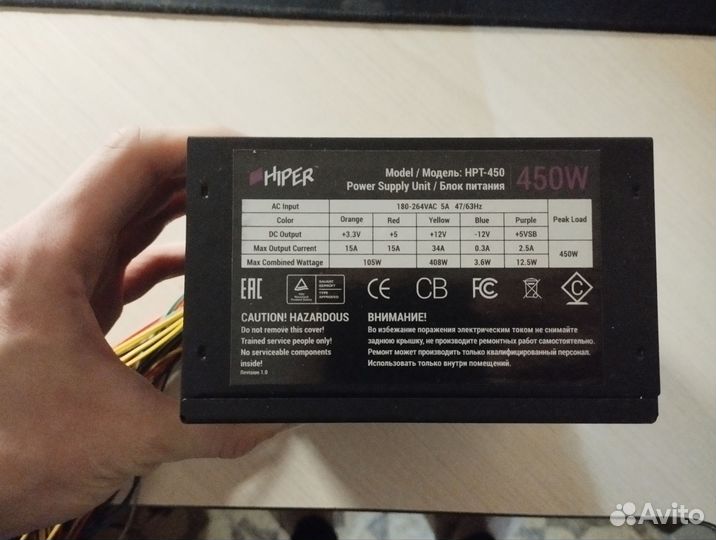 HIPER
Model / Модель: HPT-450
Power Supply Unit / Блок питания
450W
AC Input 180-264VAC 5A 47/63Hz Peak Load
Color Orange Red Yellow Blue Purple
DC Output +3.3V +5 +12V -12V +5VSB
Max Output Current 15A 15A 34A 0.3A 2.5A 450W
Max Combined Wattage 105W 408W 3.6W 12.5W
EAC CE CB FC C
CAUTION! HAZARDOUS
Do not remove this cover!
Trained service people only!
No serviceable components
inside!
Revision 1.0
ВНИМАНИЕ!
Во избежание поражения электрическим током не снимайте
заднюю крышку, не производите ремонтных работ самостоятельно.
Ремонт может производить только квалифицированный персонал.
Использовать только внутри помещений.
Avito